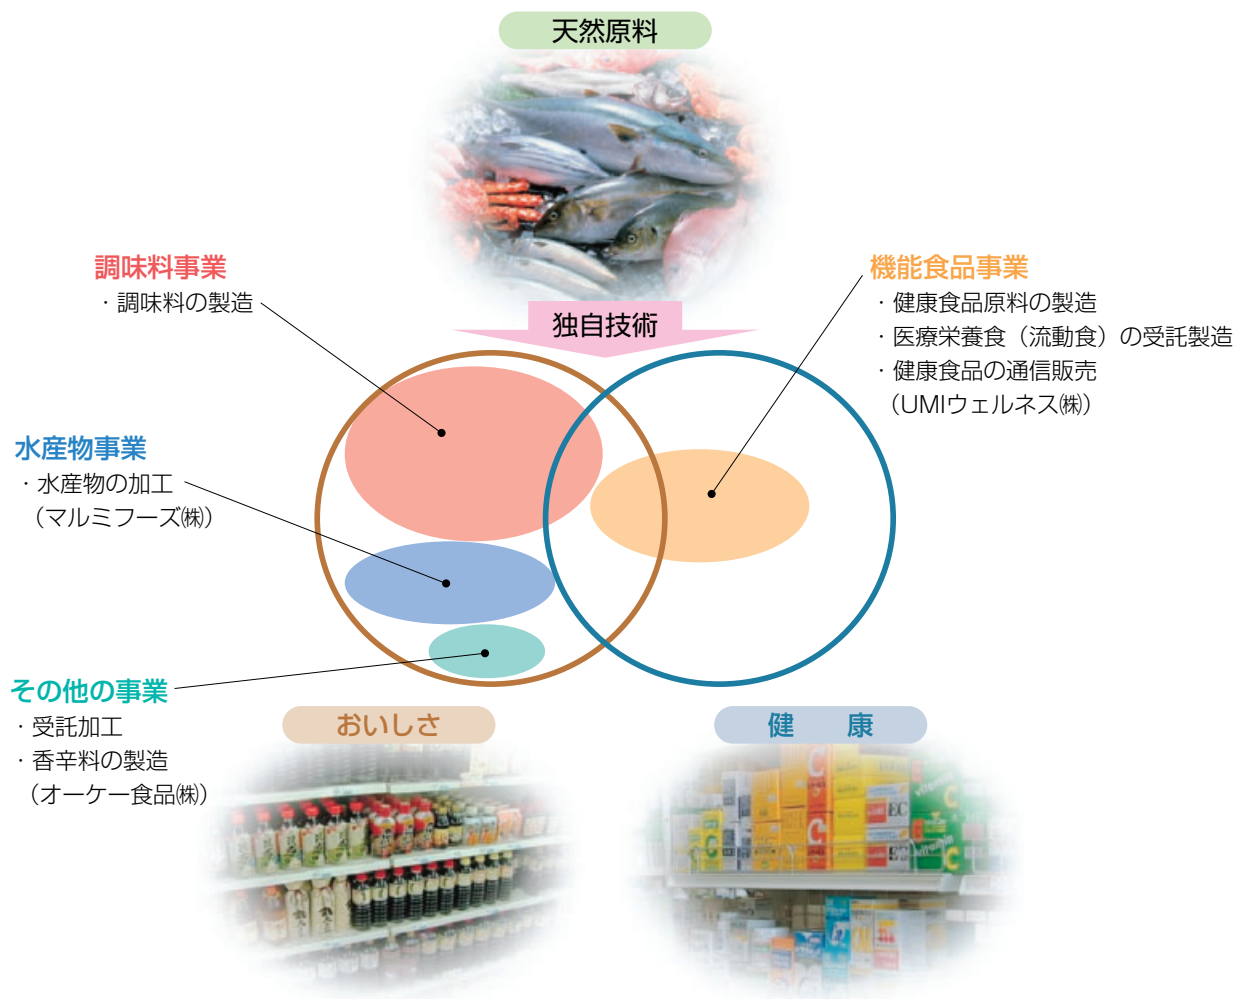 天然原料
独自技術
調味料事業
・調味料の製造
水産物事業
・水産物の加工
（マルミフーズ㈱）
その他の事業
・受託加工
・香辛料の製造
（オーケー食品㈱）
機能食品事業
・健康食品原料の製造
・医療栄養食（流動食）の受託製造
・健康食品の通信販売
（UMIウェルネス㈱）
おいしさ
健　康
C
EC
C